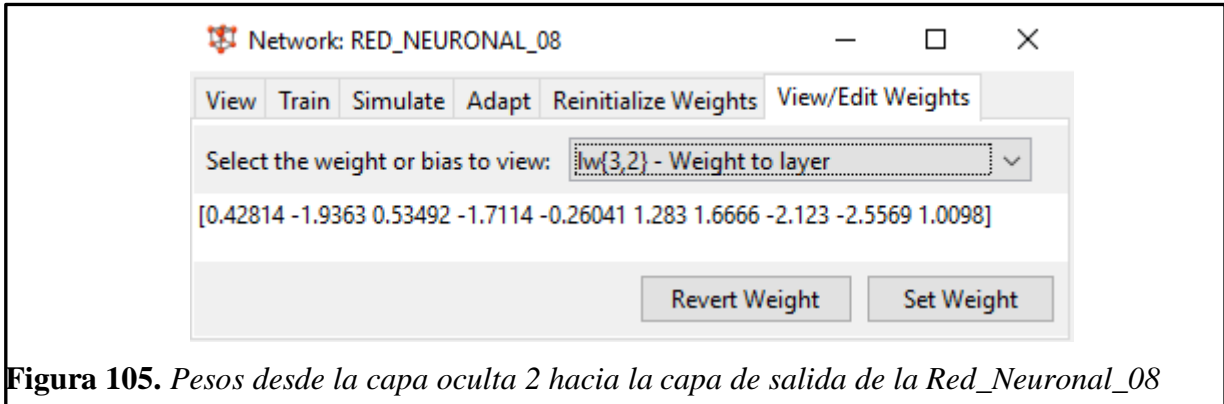 Network: RED_NEURONAL_08
View Train Simulate Adapt Reinitialize Weights View/Edit Weights
Select the weight or bias to view: lw{3,2} - Weight to layer
[0.42814 -1.9363 0.53492 -1.7114 -0.26041 1.283 1.6666 -2.123 -2.5569 1.0098]
Revert Weight Set Weight
Figura 105. Pesos desde la capa oculta 2 hacia la capa de salida de la Red_Neuronal_08